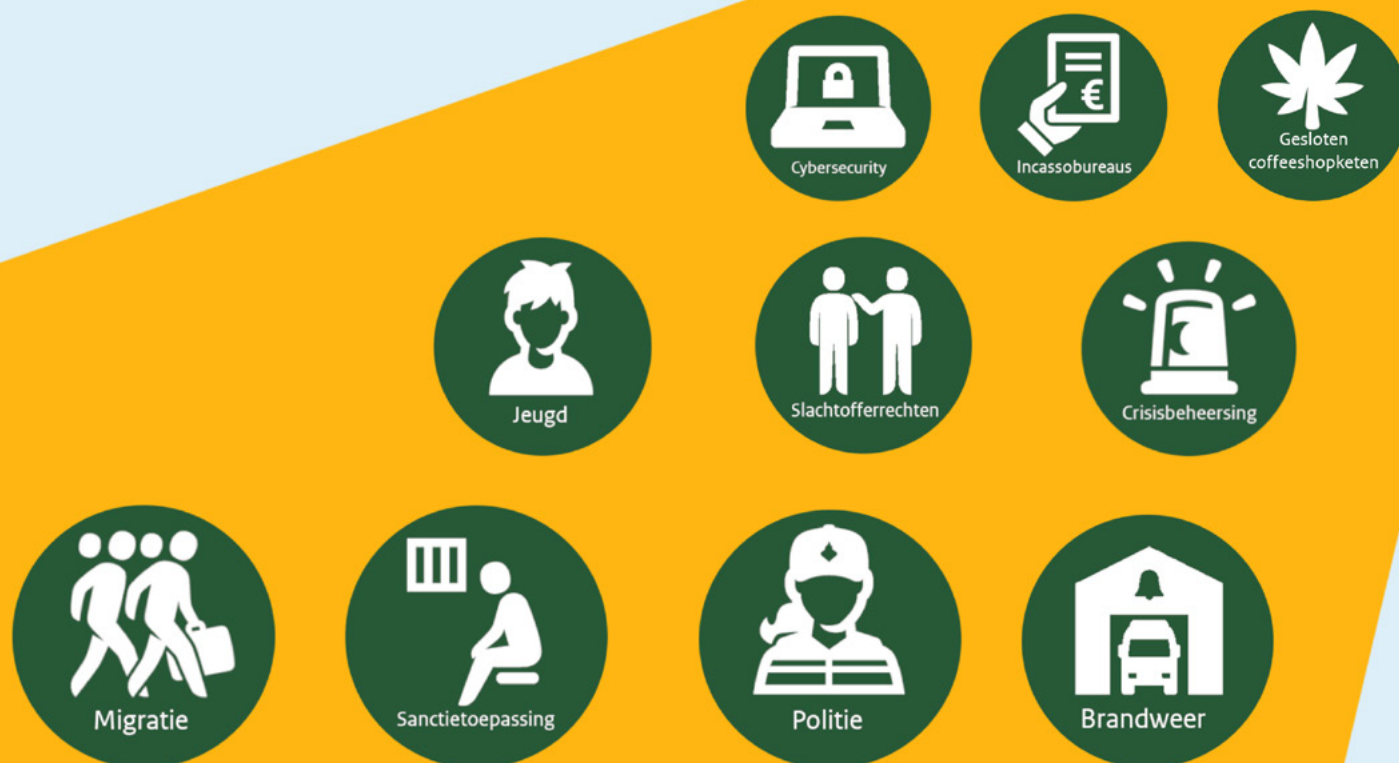 Cybersecurity
Incassobureaus
Gesloten
coffeeshopketen
Jeugd
Slachtofferrechten
Crisisbeheersing
Migratie
Sanctietoepassing
Politie
Brandweer